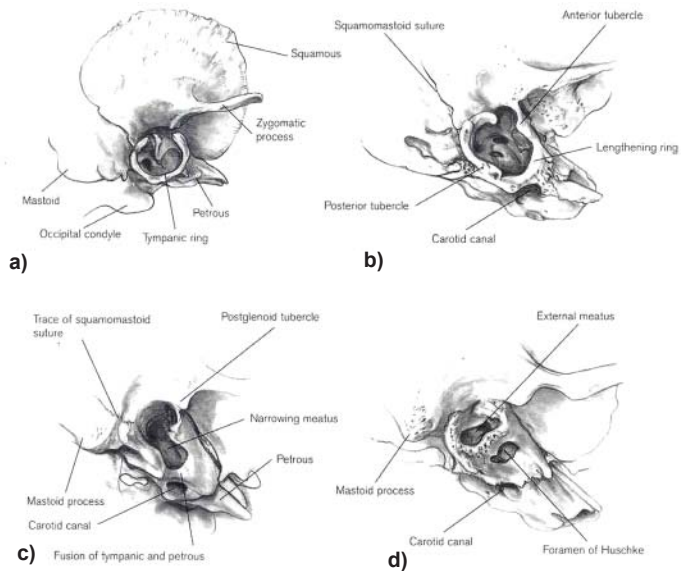 Squamous
Zygomatic
process
Mastoid
Petrous
Occipital condyle
Tympanic ring
a)
Squamomastoid suture
Anterior tubercle
Lengthening ring
Posterior tubercle
Carotid canal
b)
Trace of squamomastoid
suture
Postglenoid tubercle
Narrowing meatus
Petrous
Mastoid process
Carotid canal
Fusion of tympanic and petrous
c)
External meatus
Mastoid process
Carotid canal
Foramen of Huschke
d)